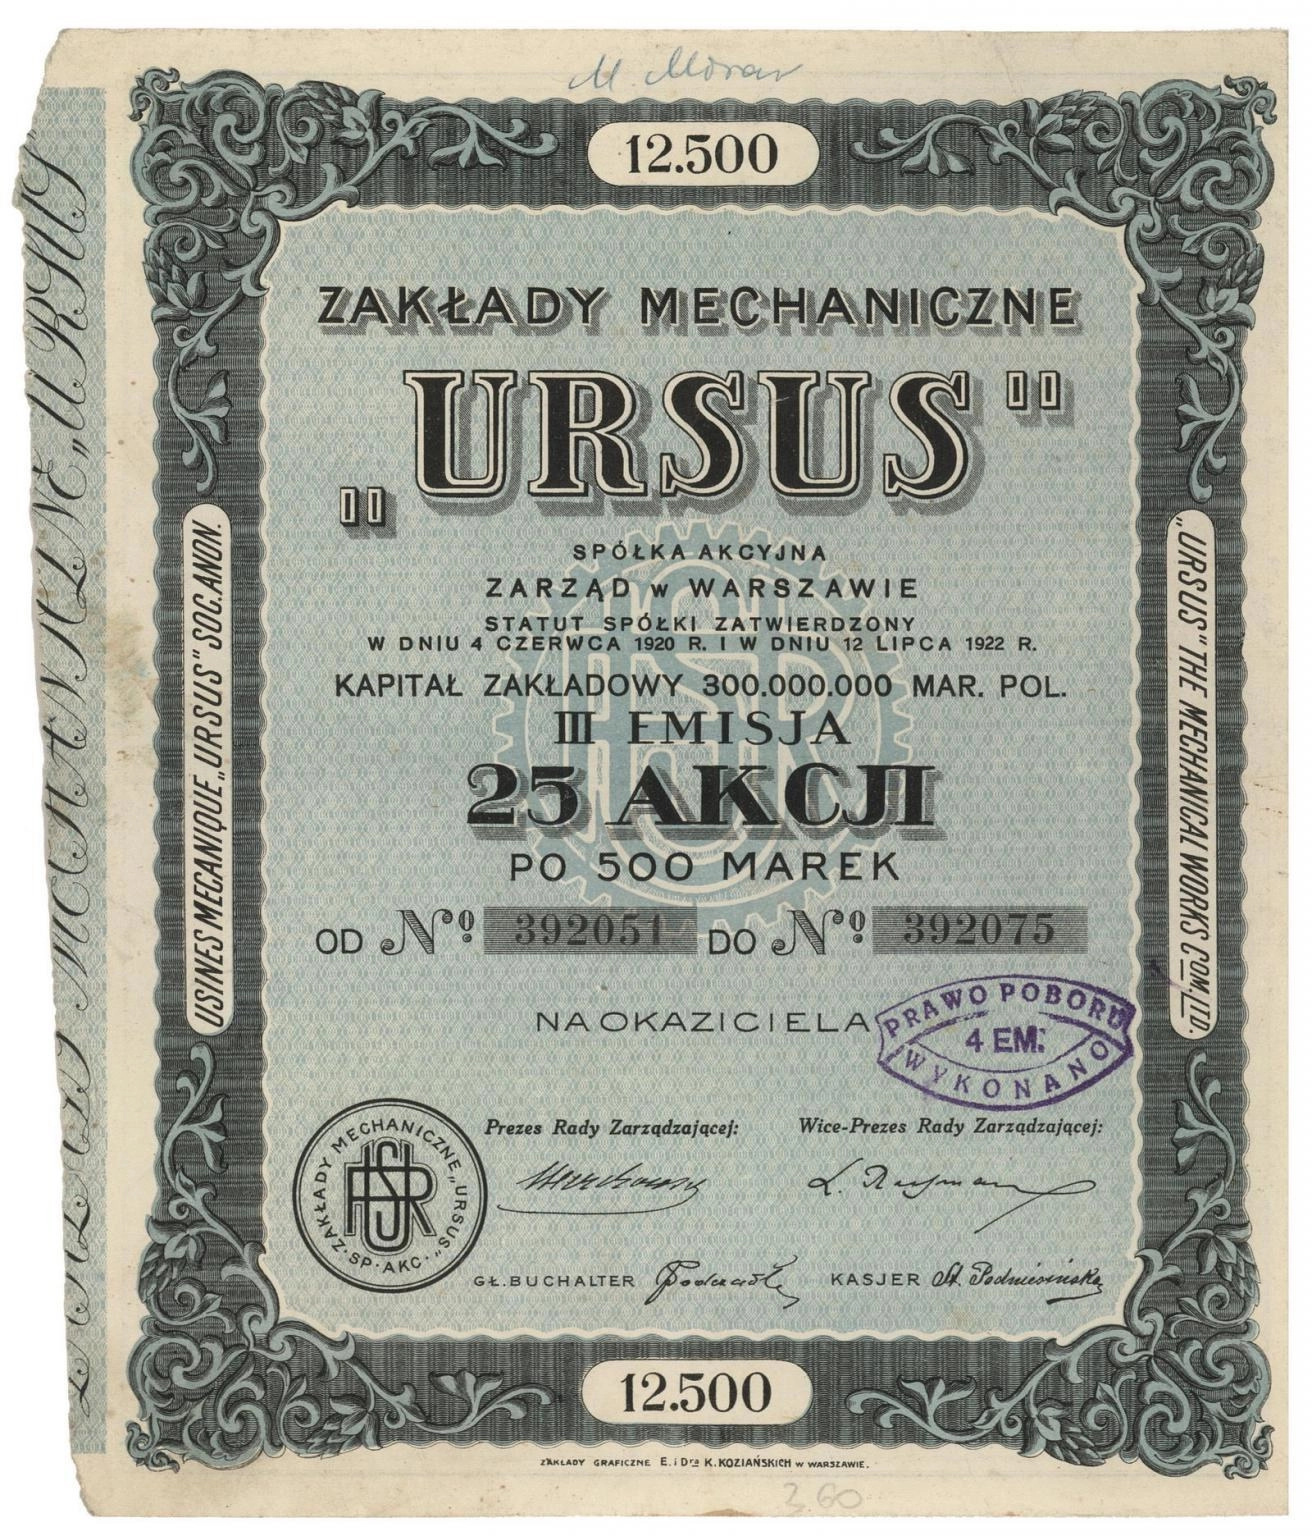 12.500
ZAKŁADY MECHANICZNE
„URSUS"
SPÓŁKA AKCYJNA
ZARZĄD w WARSZAWIE
STATUT SPÓŁKI ZATWIERDZONY
W DNIU 4 CZERWCA 1920 R. I W DNIU 12 LIPCA 1922 R.
KAPITAŁ ZAKŁADOWY 300.000.000 MAR. POL.
III EMISJA
25 AKCJI
PO 500 MAREK
OD No 392051 DO No 392075
NA OKAZICIELA
PRAWO POBORU
4 EM.
WYKONANO
Prezes Rady Zarządzającej:
Wice-Prezes Rady Zarządzającej:
ZAKŁADY MECHANICZNE „URSUS"
SP. AKC.
GŁ. BUCHALTER
KASJER St. Podniesińska
12.500
USINES MECANIQUE „URSUS" SOC. ANON.
„URSUS" THE MECHANICAL WORKS COM. LTD.
ZAKŁADY GRAFICZNE E. i Dra K. KOZIAŃSKICH w WARSZAWIE.
3.60